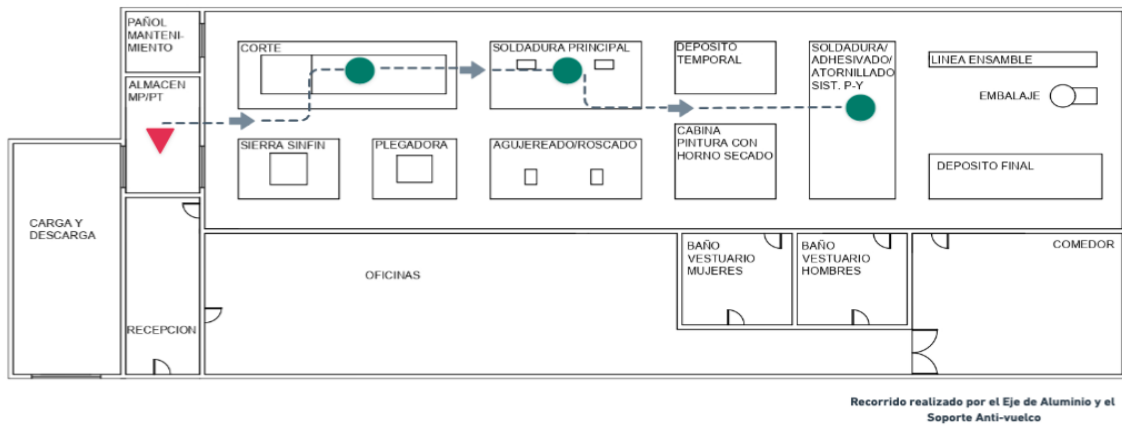 PAÑOL
MANTENI-
MIENTO
ALMACEN
MP/PT
CORTE
SOLDADURA PRINCIPAL
DEPOSITO
TEMPORAL
SOLDADURA/
ADHESIVADO/
ATORNILLADO
SIST. P-Y
LINEA ENSAMBLE
EMBALAJE
SIERRA SINFIN
PLEGADORA
AGUJEREADO/ROSCADO
CABINA
PINTURA CON
HORNO SECADO
DEPOSITO FINAL
CARGA Y
DESCARGA
RECEPCION
OFICINAS
BAÑO
VESTUARIO
MUJERES
BAÑO
VESTUARIO
HOMBRES
COMEDOR
Recorrido realizado por el Eje de Aluminio y el
Soporte Anti-vuelco